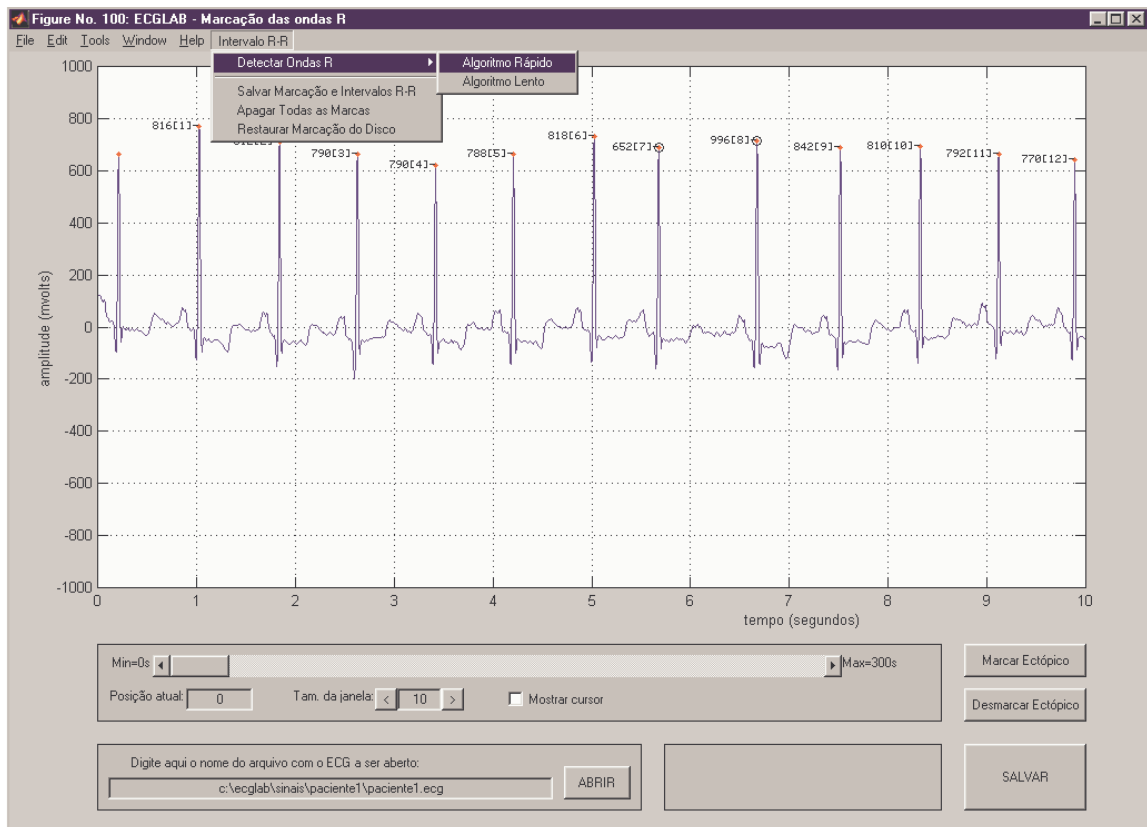 Figure No. 100: ECGLAB - Marcação das ondas R
File Edit Tools Window Help Intervalo R-R
Detectar Ondas R
Algoritmo Rápido
Algoritmo Lento
Salvar Marcação e Intervalos R-R
Apagar Todas as Marcas
Restaurar Marcação do Disco
1000
800
600
400
200
0
-200
-400
-600
-800
-1000
amplitude (mvolts)
816[1]
790[3]
790[4]
788[5]
818[6]
652[7]
996[8]
842[9]
810[10]
792[11]
770[12]
0 1 2 3 4 5 6 7 8 9 10
tempo (segundos)
Min=0s
Max=300s
Posição atual: 0
Tam. da janela: < 10 >
Mostrar cursor
Marcar Ectópico
Desmarcar Ectópico
Digite aqui o nome do arquivo com o ECG a ser aberto:
c:\ecglab\sinais\paciente1\paciente1.ecg
ABRIR
SALVAR